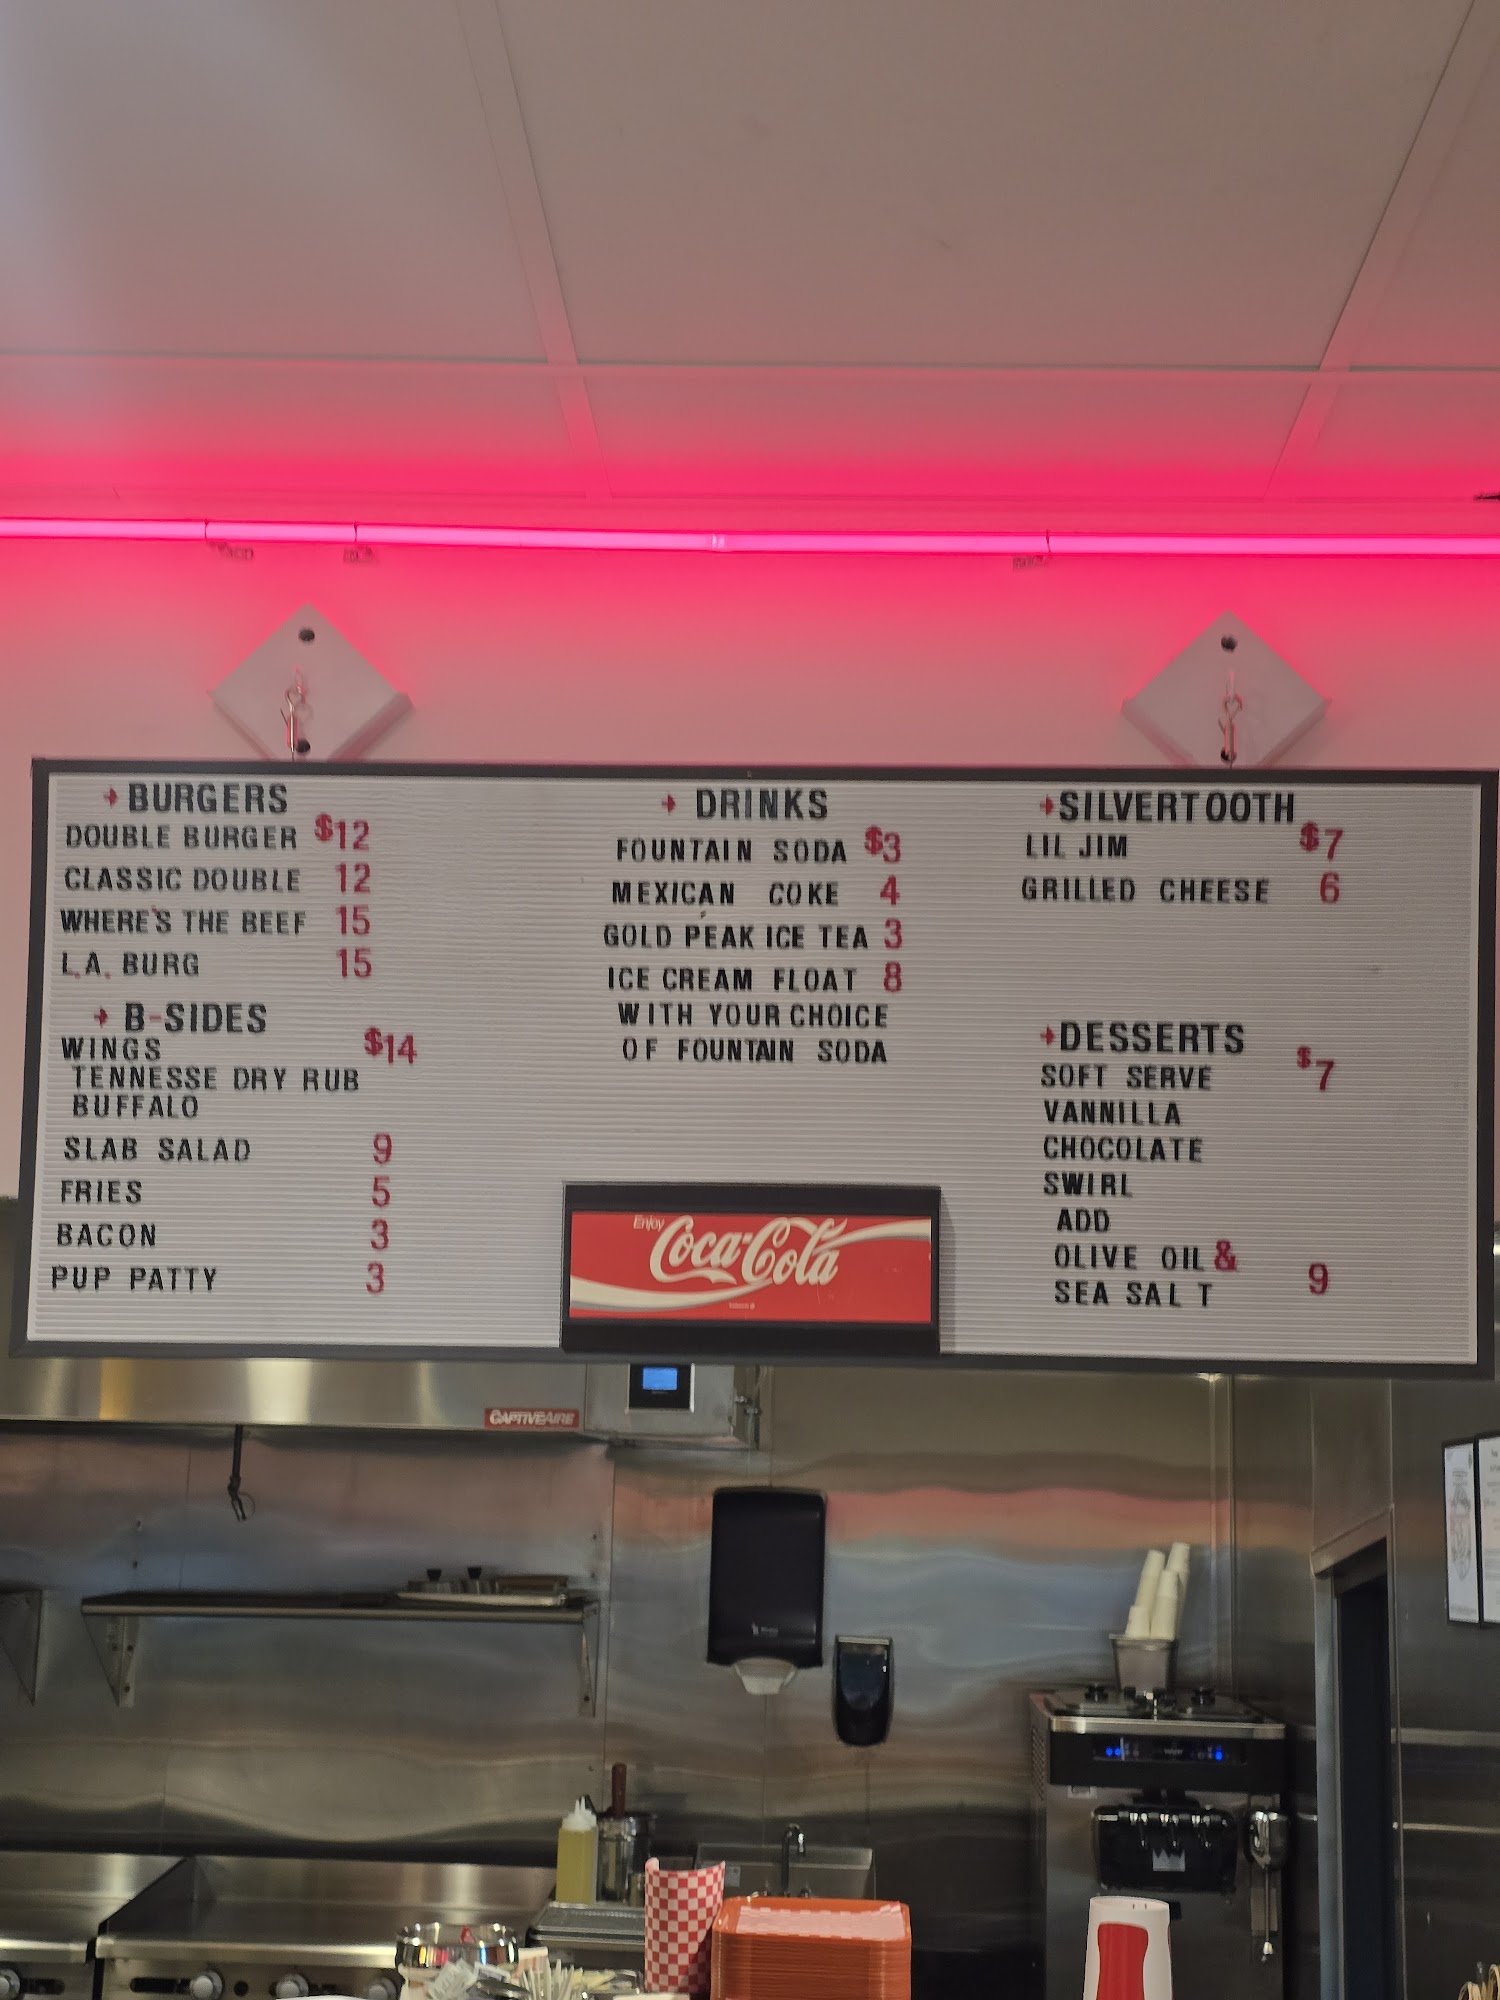 BURGERS
DOUBLE BURGER $12
CLASSIC DOUBLE 12
WHERE'S THE BEEF 15
L.A. BURG 15
B-SIDES
WINGS $14
TENNESSE DRY RUB
BUFFALO
SLAB SALAD 9
FRIES 5
BACON 3
PUP PATTY 3
DRINKS
FOUNTAIN SODA $3
MEXICAN COKE 4
GOLD PEAK ICE TEA 3
ICE CREAM FLOAT 8
WITH YOUR CHOICE
OF FOUNTAIN SODA
Enjoy
Coca-Cola
SILVERTOOTH
LIL JIM $7
GRILLED CHEESE 6
DESSERTS
SOFT SERVE $7
VANNILLA
CHOCOLATE
SWIRL
ADD
OLIVE OIL &
SEA SALT 9
CAPTIVEAIRE